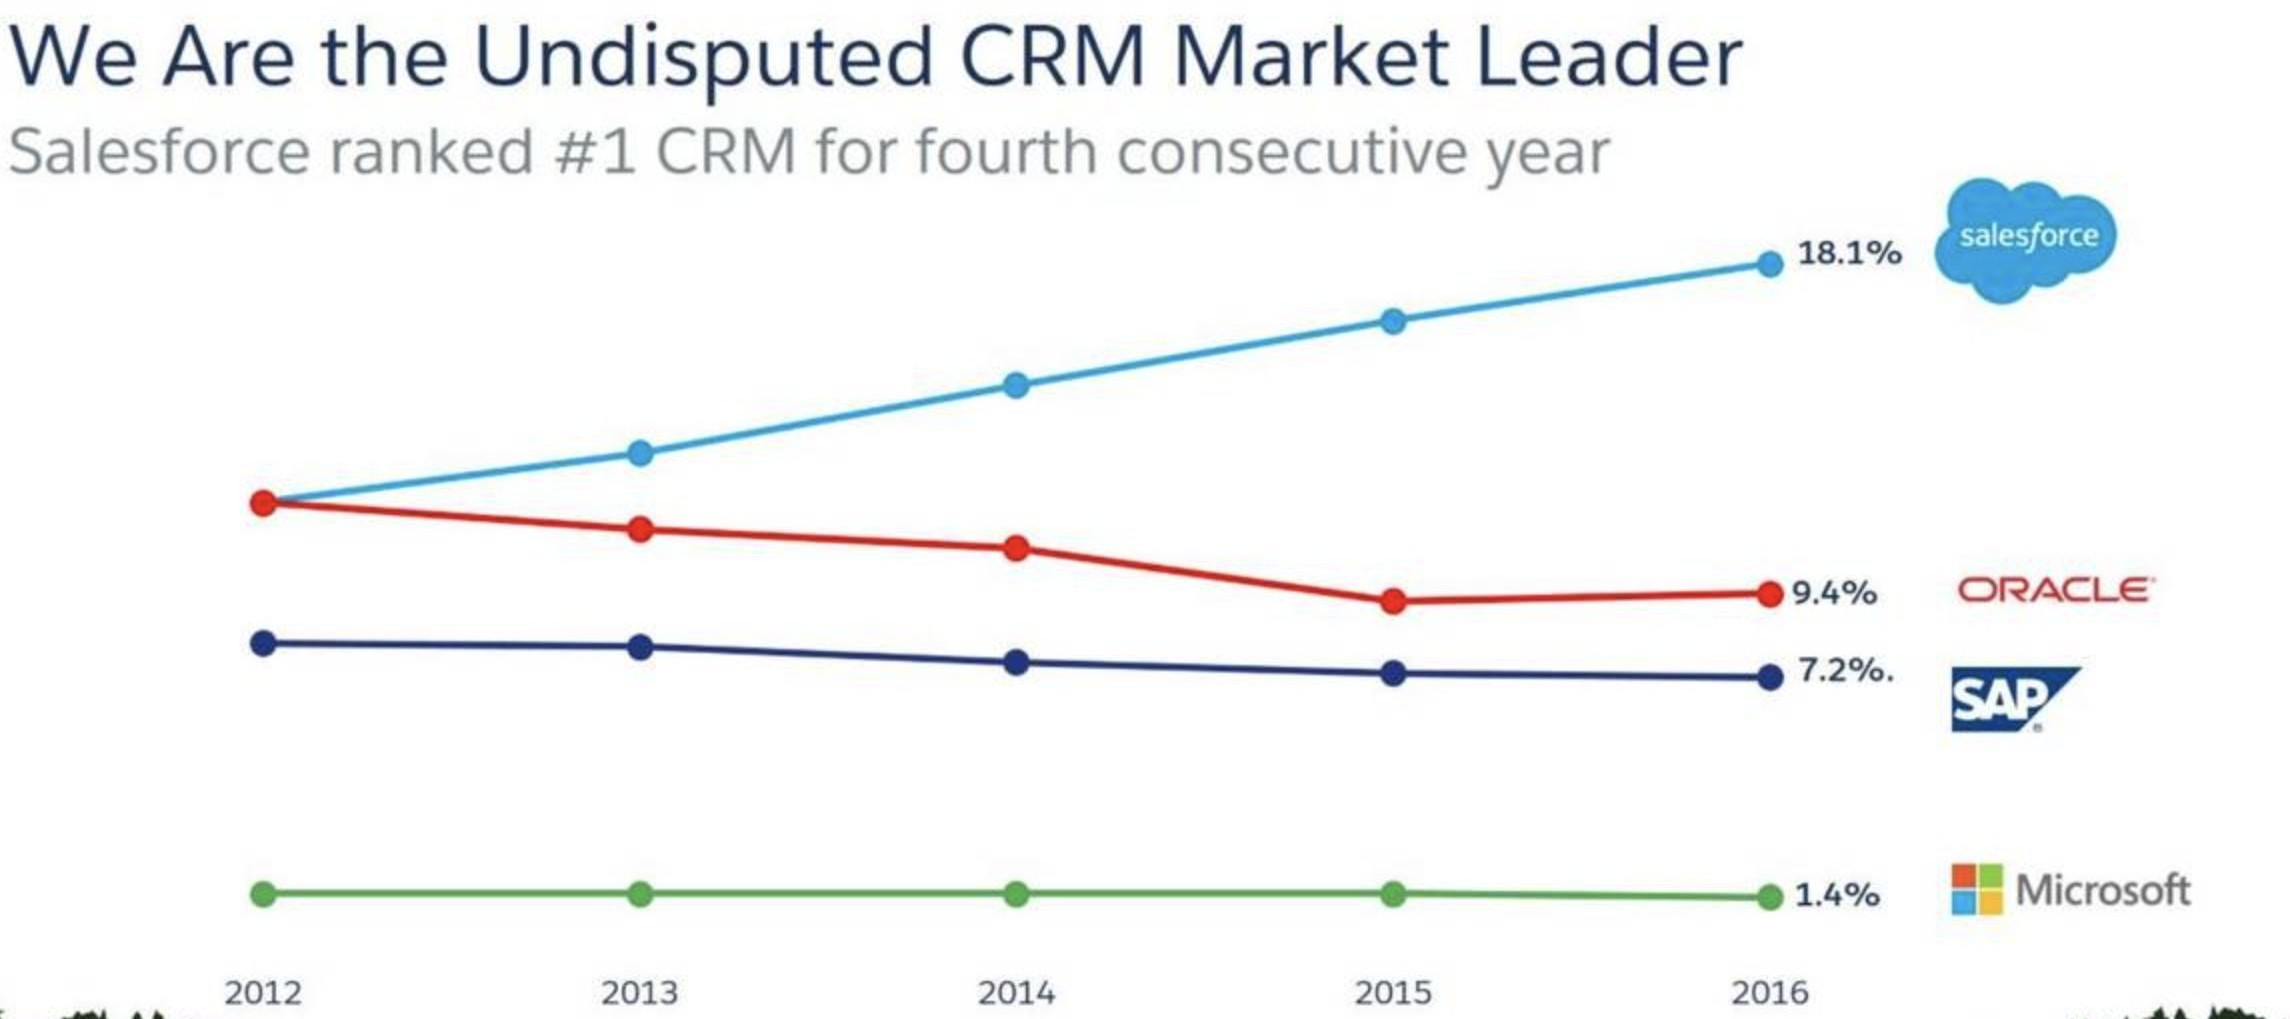 We Are the Undisputed CRM Market Leader
Salesforce ranked #1 CRM for fourth consecutive year
18.1% salesforce
9.4% ORACLE®
7.2%. SAP®
1.4% Microsoft
2012 2013 2014 2015 2016